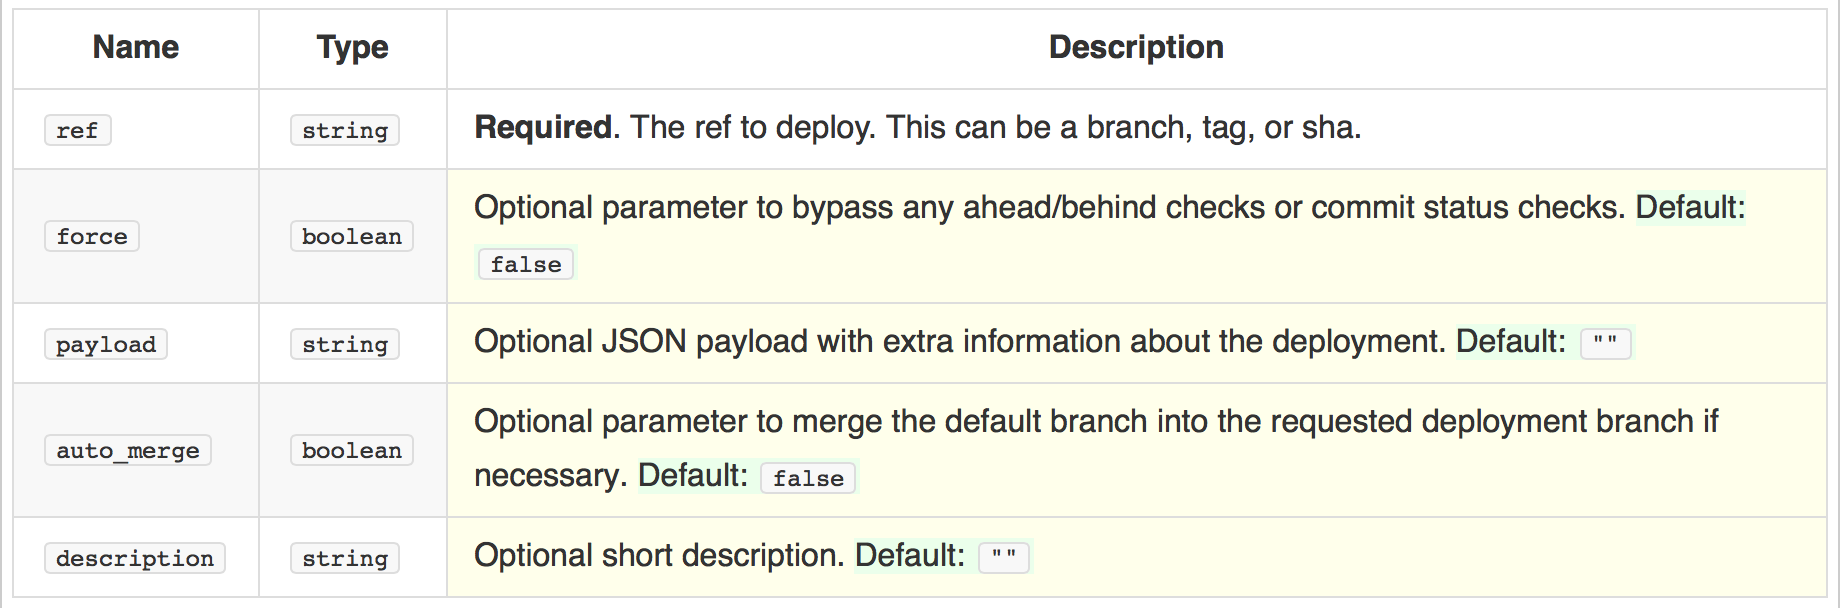 Name Type Description
ref string Required. The ref to deploy. This can be a branch, tag, or sha.
force boolean Optional parameter to bypass any ahead/behind checks or commit status checks. Default:
false
payload string Optional JSON payload with extra information about the deployment. Default: ""
auto_merge boolean Optional parameter to merge the default branch into the requested deployment branch if
necessary. Default: false
description string Optional short description. Default: ""